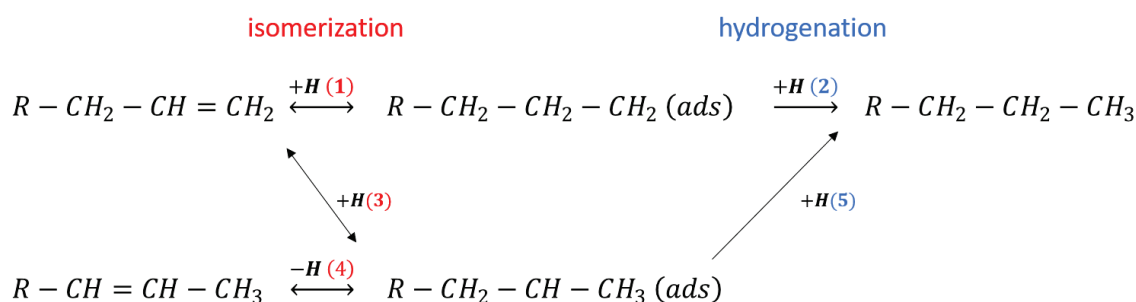 isomerization hydrogenation
+H (1) +H (2)
R − CH₂ − CH = CH₂ R − CH₂ − CH₂ − CH₂ (ads) R − CH₂ − CH₂ − CH₃
+H(3) +H(5)
−H (4)
R − CH = CH − CH₃ R − CH₂ − CH − CH₃ (ads)